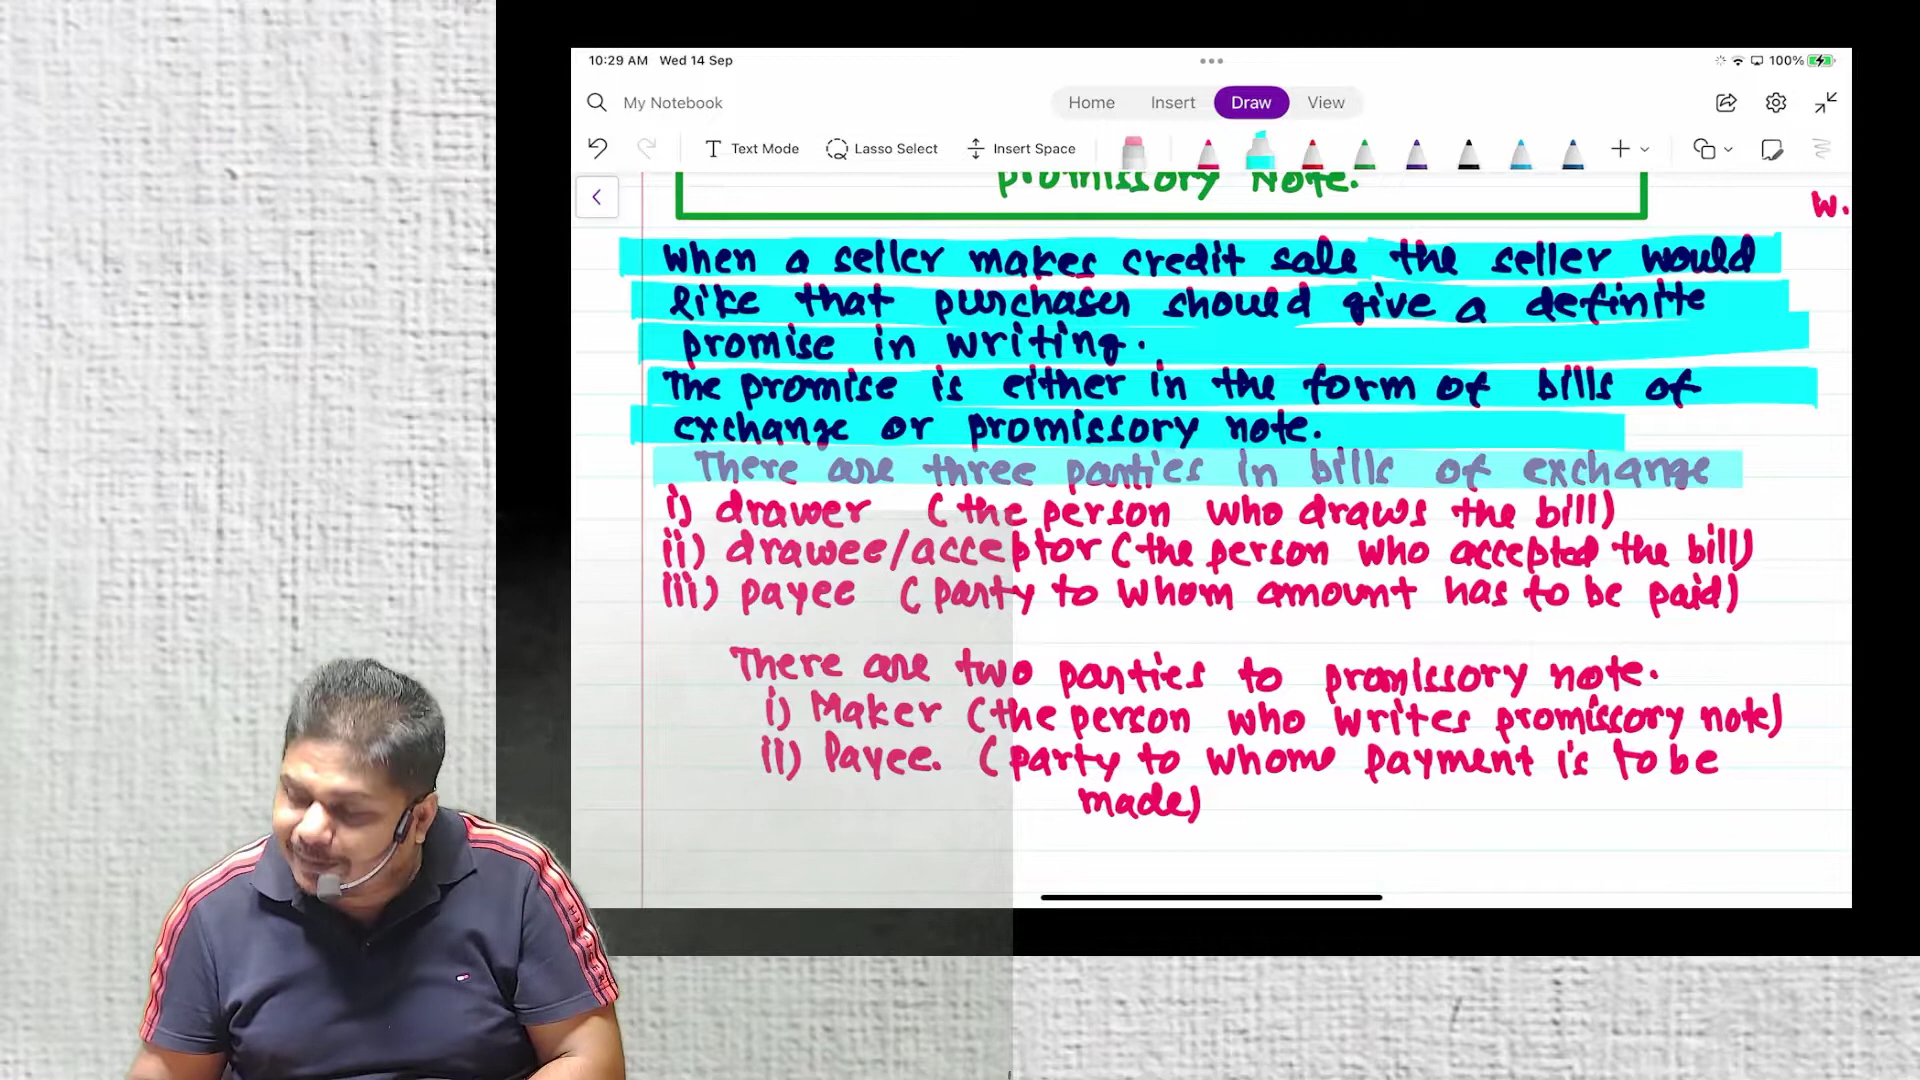 10:29 AM Wed 14 Sep
100%
My Notebook
Home Insert Draw View
Text Mode Lasso Select Insert Space
promissory Note.
W.
When a seller makes credit sale the seller would
like that purchaser should give a definite
promise in writing.
The promise is either in the form of bills of
exchange or promissory note.
There are three parties in bills of exchange
i) drawer (the person who draws the bill)
ii) drawee/acceptor (the person who accepted the bill)
iii) payee (party to whom amount has to be paid)
There are two parties to promissory note.
i) Maker (the person who writes promissory note)
ii) Payee. (party to whom payment is to be
made)